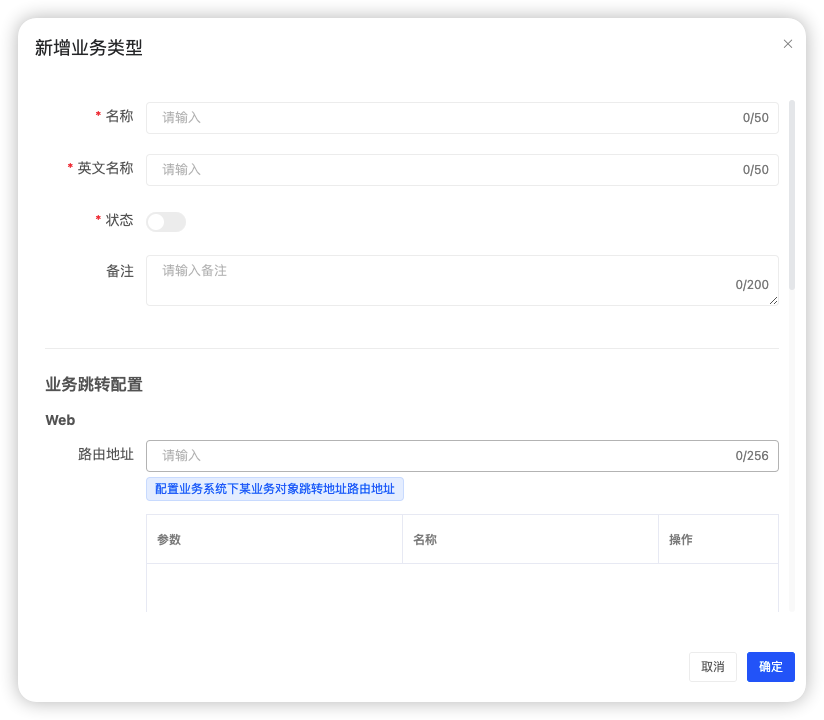 新增业务类型
* 名称 请输入 0/50
* 英文名称 请输入 0/50
* 状态
备注 请输入备注 0/200
业务跳转配置
Web
路由地址 请输入 0/256
配置业务系统下某业务对象跳转地址路由地址
参数 名称 操作
取消 确定